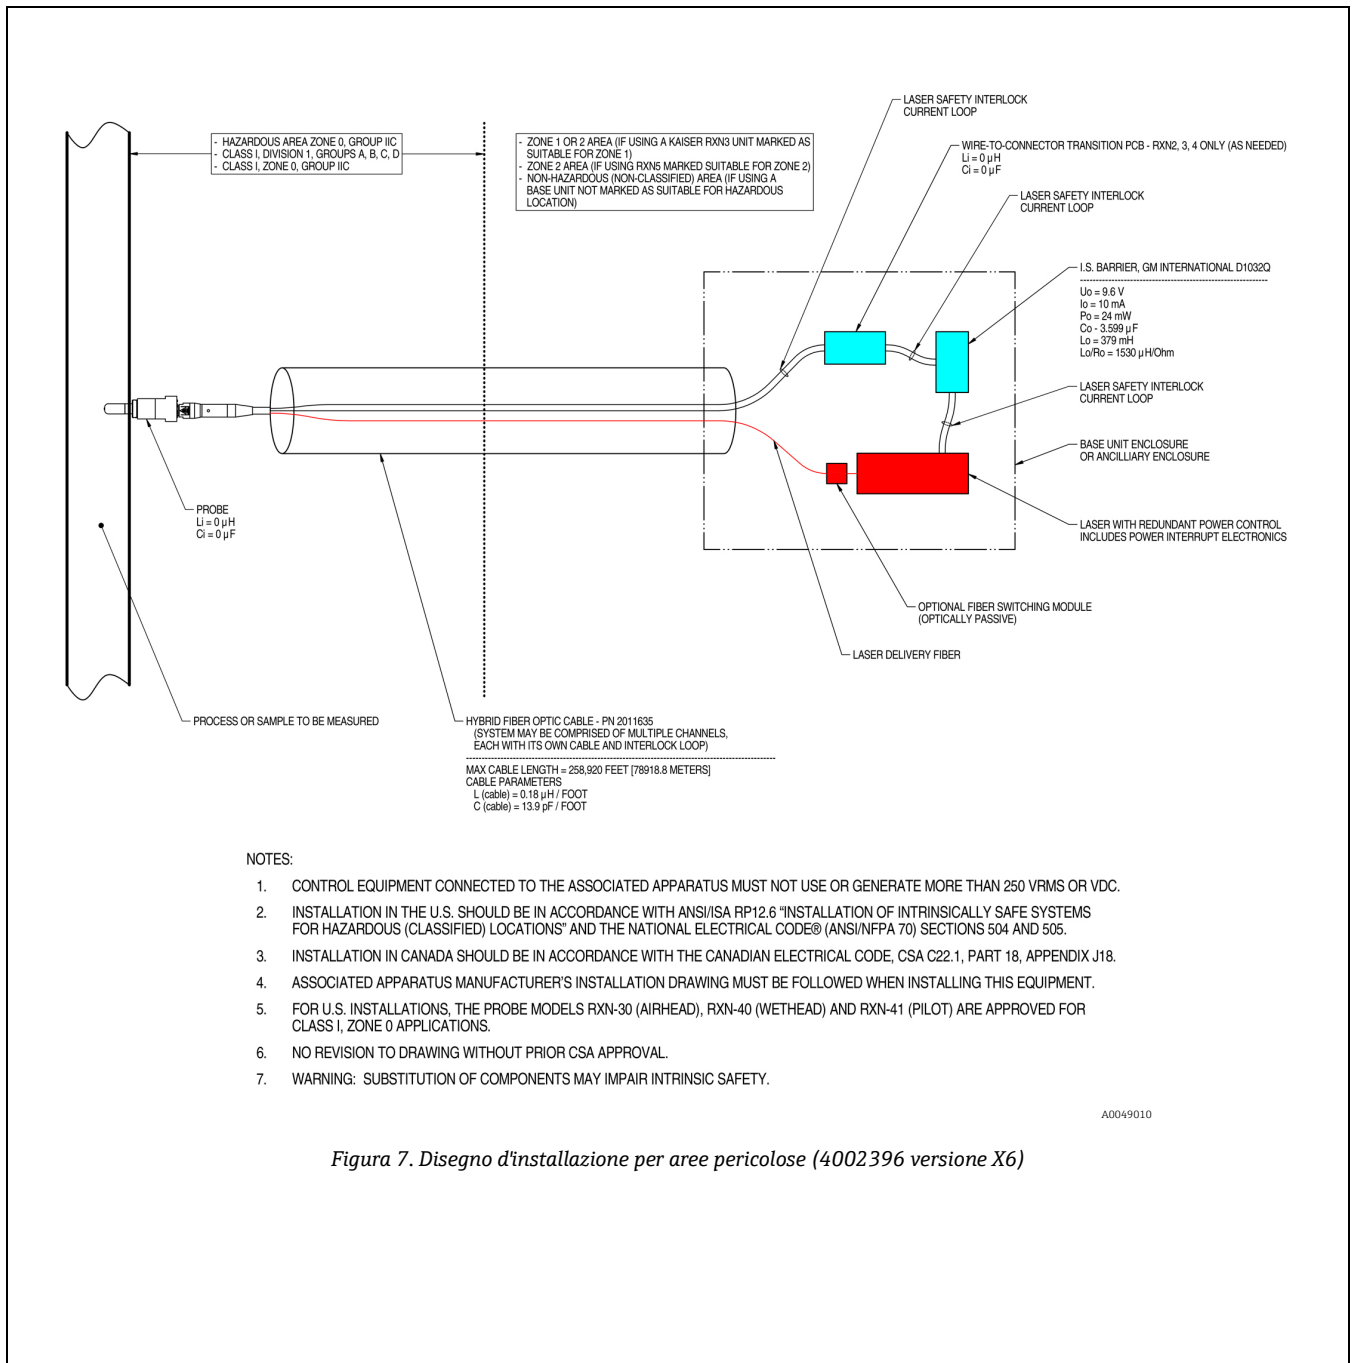 LASER SAFETY INTERLOCK
CURRENT LOOP
- HAZARDOUS AREA ZONE 0, GROUP IIC
- CLASS I, DIVISION 1, GROUPS A, B, C, D
- CLASS I, ZONE 0, GROUP IIC
- ZONE 1 OR 2 AREA (IF USING A KAISER RXN3 UNIT MARKED AS
SUITABLE FOR ZONE 1)
- ZONE 2 AREA (IF USING RXN5 MARKED SUITABLE FOR ZONE 2)
- NON-HAZARDOUS (NON-CLASSIFIED) AREA (IF USING A
BASE UNIT NOT MARKED AS SUITABLE FOR HAZARDOUS
LOCATION)
WIRE-TO-CONNECTOR TRANSITION PCB - RXN2, 3, 4 ONLY (AS NEEDED)
Li = 0 µH
Ci = 0 µF
LASER SAFETY INTERLOCK
CURRENT LOOP
I.S. BARRIER, GM INTERNATIONAL D1032Q
Uo = 9.6 V
Io = 10 mA
Po = 24 mW
Co - 3.599 µF
Lo = 379 mH
Lo/Ro = 1530 µH/Ohm
LASER SAFETY INTERLOCK
CURRENT LOOP
BASE UNIT ENCLOSURE
OR ANCILLIARY ENCLOSURE
PROBE
Li = 0 µH
Ci = 0 µF
LASER WITH REDUNDANT POWER CONTROL
INCLUDES POWER INTERRUPT ELECTRONICS
OPTIONAL FIBER SWITCHING MODULE
(OPTICALLY PASSIVE)
LASER DELIVERY FIBER
PROCESS OR SAMPLE TO BE MEASURED
HYBRID FIBER OPTIC CABLE - PN 2011635
(SYSTEM MAY BE COMPRISED OF MULTIPLE CHANNELS,
EACH WITH ITS OWN CABLE AND INTERLOCK LOOP)
MAX CABLE LENGTH = 258,920 FEET [78918.8 METERS]
CABLE PARAMETERS
L (cable) = 0.18 µH / FOOT
C (cable) = 13.9 pF / FOOT
NOTES:
1. CONTROL EQUIPMENT CONNECTED TO THE ASSOCIATED APPARATUS MUST NOT USE OR GENERATE MORE THAN 250 VRMS OR VDC.
2. INSTALLATION IN THE U.S. SHOULD BE IN ACCORDANCE WITH ANSI/ISA RP12.6 “INSTALLATION OF INTRINSICALLY SAFE SYSTEMS
FOR HAZARDOUS (CLASSIFIED) LOCATIONS” AND THE NATIONAL ELECTRICAL CODE® (ANSI/NFPA 70) SECTIONS 504 AND 505.
3. INSTALLATION IN CANADA SHOULD BE IN ACCORDANCE WITH THE CANADIAN ELECTRICAL CODE, CSA C22.1, PART 18, APPENDIX J18.
4. ASSOCIATED APPARATUS MANUFACTURER'S INSTALLATION DRAWING MUST BE FOLLOWED WHEN INSTALLING THIS EQUIPMENT.
5. FOR U.S. INSTALLATIONS, THE PROBE MODELS RXN-30 (AIRHEAD), RXN-40 (WETHEAD) AND RXN-41 (PILOT) ARE APPROVED FOR
CLASS I, ZONE 0 APPLICATIONS.
6. NO REVISION TO DRAWING WITHOUT PRIOR CSA APPROVAL.
7. WARNING: SUBSTITUTION OF COMPONENTS MAY IMPAIR INTRINSIC SAFETY.
A0049010
Figura 7. Disegno d'installazione per aree pericolose (4002396 versione X6)